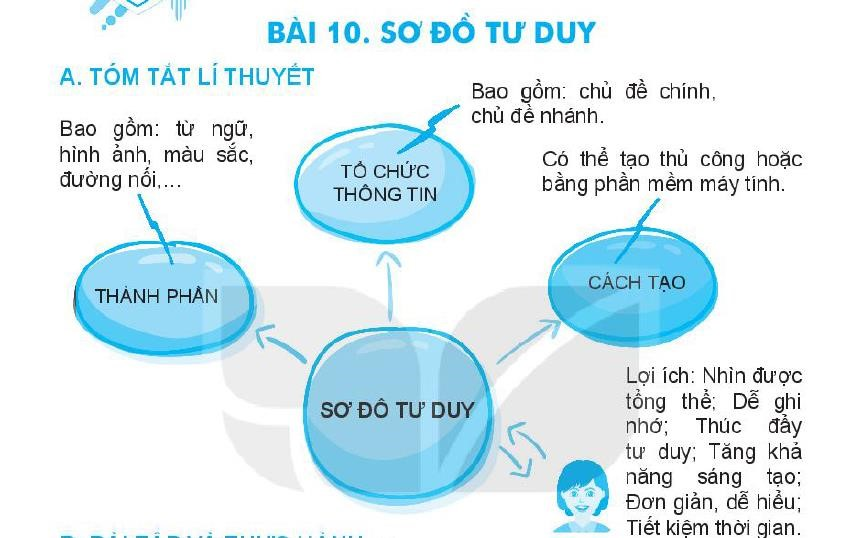 BÀI 10. SƠ ĐỒ TƯ DUY
A. TÓM TẮT LÍ THUYẾT
Bao gồm: chủ đề chính,
chủ đề nhánh.
Bao gồm: từ ngữ,
hình ảnh, màu sắc,
đường nối,...
TỔ CHỨC
THÔNG TIN
Có thể tạo thủ công hoặc
bằng phần mềm máy tính.
THÀNH PHẦN
CÁCH TẠO
SƠ ĐỒ TƯ DUY
Lợi ích: Nhìn được
tổng thể; Dễ ghi
nhớ; Thúc đẩy
tư duy; Tăng khả
năng sáng tạo;
Đơn giản, dễ hiểu;
Tiết kiệm thời gian.